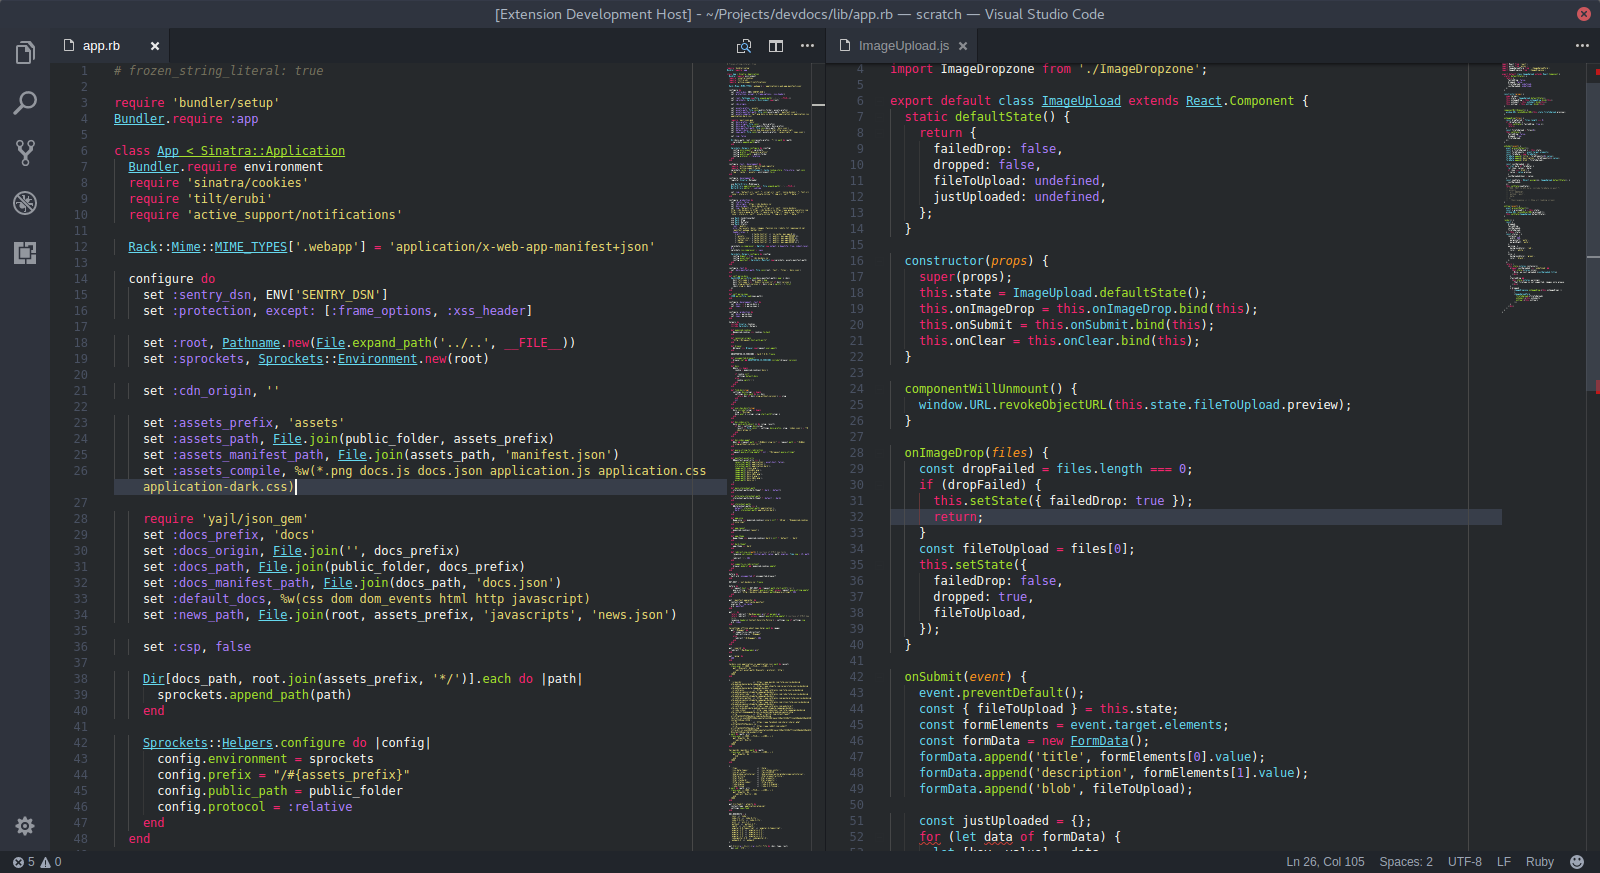 [Extension Development Host] - ~/Projects/devdocs/lib/app.rb — scratch — Visual Studio Code
app.rb
1 # frozen_string_literal: true
2
3 require 'bundler/setup'
4 Bundler.require :app
5
6 class App < Sinatra::Application
7 Bundler.require environment
8 require 'sinatra/cookies'
9 require 'tilt/erubi'
10 require 'active_support/notifications'
11
12 Rack::Mime::MIME_TYPES['.webapp'] = 'application/x-web-app-manifest+json'
13
14 configure do
15 set :sentry_dsn, ENV['SENTRY_DSN']
16 set :protection, except: [:frame_options, :xss_header]
17
18 set :root, Pathname.new(File.expand_path('../..', __FILE__))
19 set :sprockets, Sprockets::Environment.new(root)
20
21 set :cdn_origin, ''
22
23 set :assets_prefix, 'assets'
24 set :assets_path, File.join(public_folder, assets_prefix)
25 set :assets_manifest_path, File.join(assets_path, 'manifest.json')
26 set :assets_compile, %w(*.png docs.js docs.json application.js application.css
application-dark.css)
27
28 require 'yajl/json_gem'
29 set :docs_prefix, 'docs'
30 set :docs_origin, File.join('', docs_prefix)
31 set :docs_path, File.join(public_folder, docs_prefix)
32 set :docs_manifest_path, File.join(docs_path, 'docs.json')
33 set :default_docs, %w(css dom dom_events html http javascript)
34 set :news_path, File.join(root, assets_prefix, 'javascripts', 'news.json')
35
36 set :csp, false
37
38 Dir[docs_path, root.join(assets_prefix, '*/')].each do |path|
39 sprockets.append_path(path)
40 end
41
42 Sprockets::Helpers.configure do |config|
43 config.environment = sprockets
44 config.prefix = "/#{assets_prefix}"
45 config.public_path = public_folder
46 config.protocol = :relative
47 end
48 end
ImageUpload.js
4 import ImageDropzone from './ImageDropzone';
5
6 export default class ImageUpload extends React.Component {
7 static defaultState() {
8 return {
9 failedDrop: false,
10 dropped: false,
11 fileToUpload: undefined,
12 justUploaded: undefined,
13 };
14 }
15
16 constructor(props) {
17 super(props);
18 this.state = ImageUpload.defaultState();
19 this.onImageDrop = this.onImageDrop.bind(this);
20 this.onSubmit = this.onSubmit.bind(this);
21 this.onClear = this.onClear.bind(this);
22 }
23
24 componentWillUnmount() {
25 window.URL.revokeObjectURL(this.state.fileToUpload.preview);
26 }
27
28 onImageDrop(files) {
29 const dropFailed = files.length === 0;
30 if (dropFailed) {
31 this.setState({ failedDrop: true });
32 return;
33 }
34 const fileToUpload = files[0];
35 this.setState({
36 failedDrop: false,
37 dropped: true,
38 fileToUpload,
39 });
40 }
41
42 onSubmit(event) {
43 event.preventDefault();
44 const { fileToUpload } = this.state;
45 const formElements = event.target.elements;
46 const formData = new FormData();
47 formData.append('title', formElements[0].value);
48 formData.append('description', formElements[1].value);
49 formData.append('blob', fileToUpload);
50
51 const justUploaded = {};
52 for (let data of formData) {
5 0
Ln 26, Col 105 Spaces: 2 UTF-8 LF Ruby